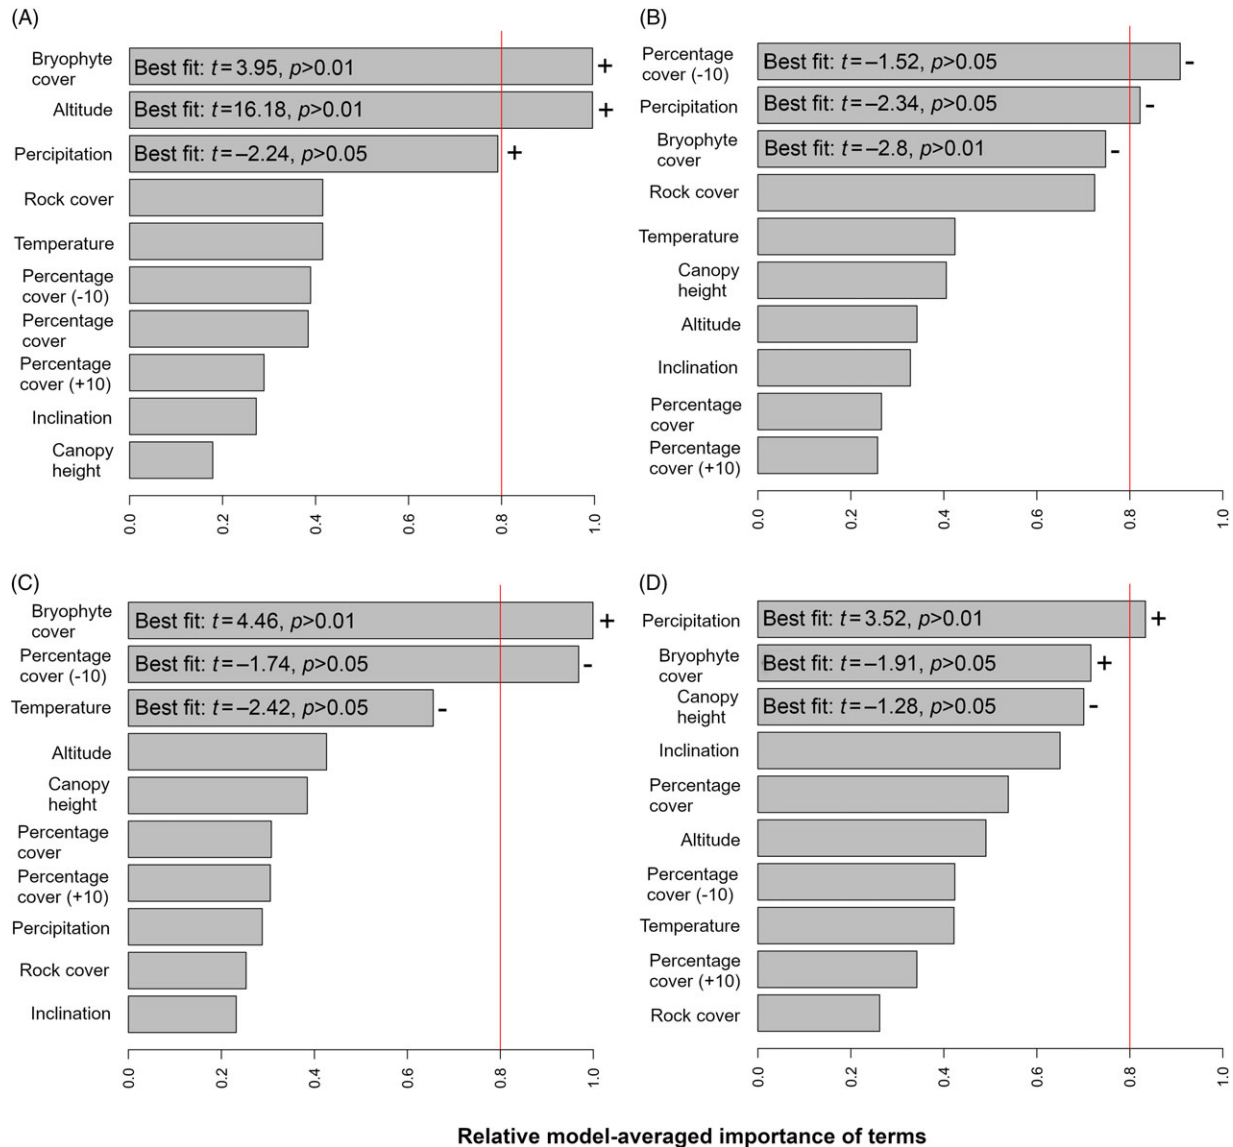 (A)
Bryophyte
cover
Best fit: t=3.95, p>0.01
+
Altitude
Best fit: t=16.18, p>0.01
+
Percipitation
Best fit: t=–2.24, p>0.05
+
Rock cover
Temperature
Percentage
cover (-10)
Percentage
cover
Percentage
cover (+10)
Inclination
Canopy
height
0.0 0.2 0.4 0.6 0.8 1.0
(B)
Percentage
cover (-10)
Best fit: t=–1.52, p>0.05
-
Percipitation
Best fit: t=–2.34, p>0.05
-
Bryophyte
cover
Best fit: t=–2.8, p>0.01
-
Rock cover
Temperature
Canopy
height
Altitude
Inclination
Percentage
cover
Percentage
cover (+10)
0.0 0.2 0.4 0.6 0.8 1.0
(C)
Bryophyte
cover
Best fit: t=4.46, p>0.01
+
Percentage
cover (-10)
Best fit: t=–1.74, p>0.05
-
Temperature
Best fit: t=–2.42, p>0.05
-
Altitude
Canopy
height
Percentage
cover
Percentage
cover (+10)
Percipitation
Rock cover
Inclination
0.0 0.2 0.4 0.6 0.8 1.0
(D)
Percipitation
Best fit: t=3.52, p>0.01
+
Bryophyte
cover
Best fit: t=–1.91, p>0.05
+
Canopy
height
Best fit: t=–1.28, p>0.05
-
Inclination
Percentage
cover
Altitude
Percentage
cover (-10)
Temperature
Percentage
cover (+10)
Rock cover
0.0 0.2 0.4 0.6 0.8 1.0
Relative model-averaged importance of terms